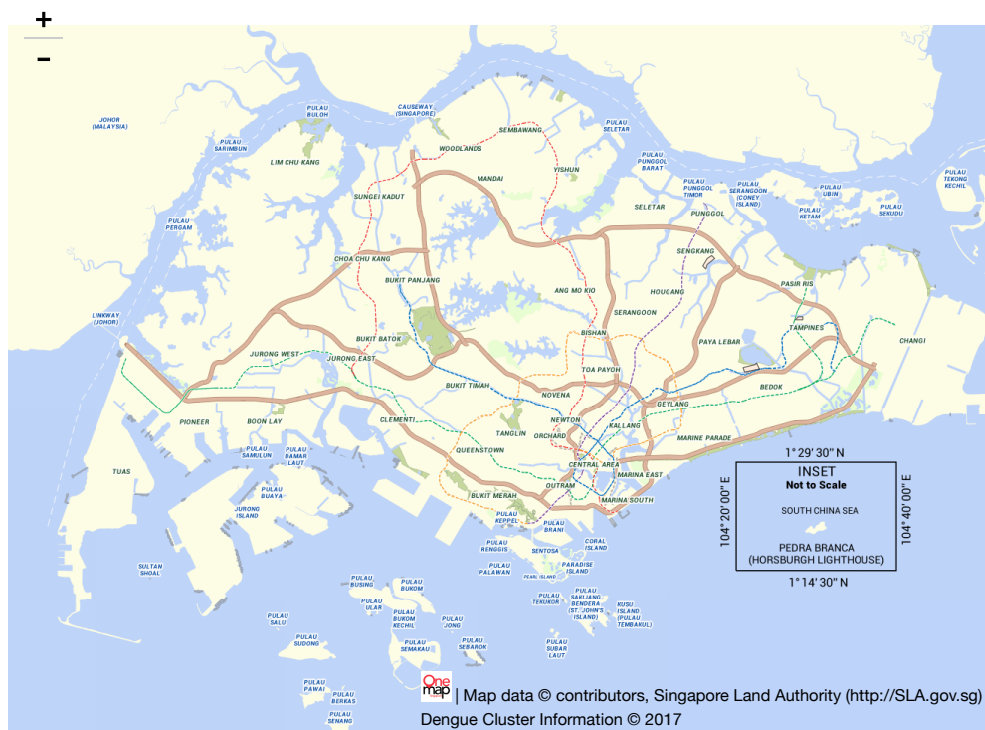 +
–
JOHOR
(MALAYSIA)
PULAU
BULOH
CAUSEWAY
(SINGAPORE)
PULAU
SARIMBUN
LIM CHU KANG
WOODLANDS
SEMBAWANG
PULAU
SELETAR
MANDAI
YISHUN
PULAU
PUNGGOL
BARAT
PULAU
PUNGGOL
TIMOR
PULAU
SERANGOON
(CONEY
ISLAND)
PULAU
UBIN
PULAU
KETAM
PULAU
SEKUDU
PULAU
TEKONG
KECHIL
SUNGEI KADUT
SELETAR
PUNGGOL
PULAU
PERGAM
CHOA CHU KANG
BUKIT PANJANG
SENGKANG
ANG MO KIO
HOUGANG
PASIR RIS
SERANGOON
LINKWAY
(JOHOR)
BUKIT BATOK
BISHAN
PAYA LEBAR
TAMPINES
CHANGI
JURONG WEST
JURONG EAST
TOA PAYOH
BUKIT TIMAH
NOVENA
BEDOK
GEYLANG
PIONEER
BOON LAY
CLEMENTI
TANGLIN
NEWTON
ORCHARD
KALLANG
MARINE PARADE
QUEENSTOWN
CENTRAL AREA
MARINA EAST
TUAS
PULAU
SAMULUN
PULAU
DAMAR
LAUT
PULAU
BUAYA
JURONG
ISLAND
OUTRAM
BUKIT MERAH
MARINA SOUTH
PULAU
KEPPEL
PULAU
BRANI
PULAU
RENGGIS
SENTOSA
CORAL
ISLAND
PULAU
PALAWAN
PARADISE
ISLAND
PEARL ISLAND
SULTAN
SHOAL
PULAU
BUSING
PULAU
BUKOM
PULAU
ULAR
PULAU
BUKOM
KECHIL
PULAU
TEKUKOR
PULAU
SAKIJANG
BENDERA
(ST. JOHN'S
ISLAND)
KUSU
ISLAND
(PULAU
TEMBAKUL)
PULAU
SALU
PULAU
SUDONG
PULAU
JONG
PULAU
SEMAKAU
PULAU
SEBAROK
PULAU
SUBAR
LAUT
PULAU
PAWAI
PULAU
BERKAS
PULAU
SENANG
1° 29' 30" N
INSET
Not to Scale
SOUTH CHINA SEA
PEDRA BRANCA
(HORSBURGH LIGHTHOUSE)
104° 20' 00" E
104° 40' 00" E
1° 14' 30" N
One
map
| Map data © contributors, Singapore Land Authority (http://SLA.gov.sg)
Dengue Cluster Information © 2017